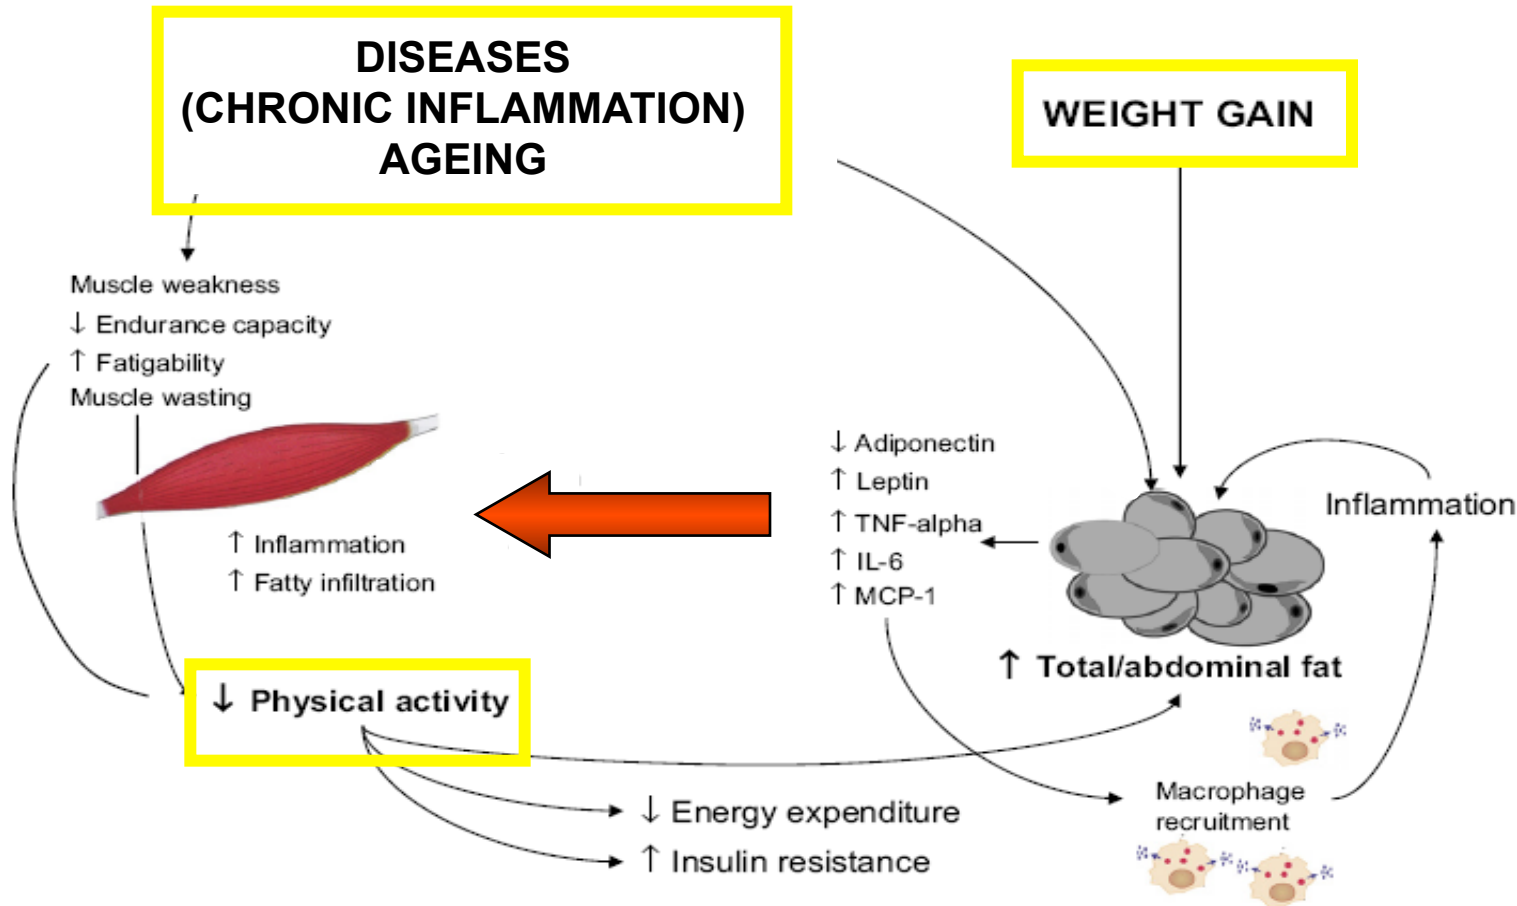 DISEASES
(CHRONIC INFLAMMATION)
AGEING
WEIGHT GAIN
Muscle weakness
↓ Endurance capacity
↑ Fatigability
Muscle wasting
↑ Inflammation
↑ Fatty infiltration
↓ Adiponectin
↑ Leptin
↑ TNF-alpha
↑ IL-6
↑ MCP-1
Inflammation
↑ Total/abdominal fat
↓ Physical activity
Macrophage
recruitment
↓ Energy expenditure
↑ Insulin resistance